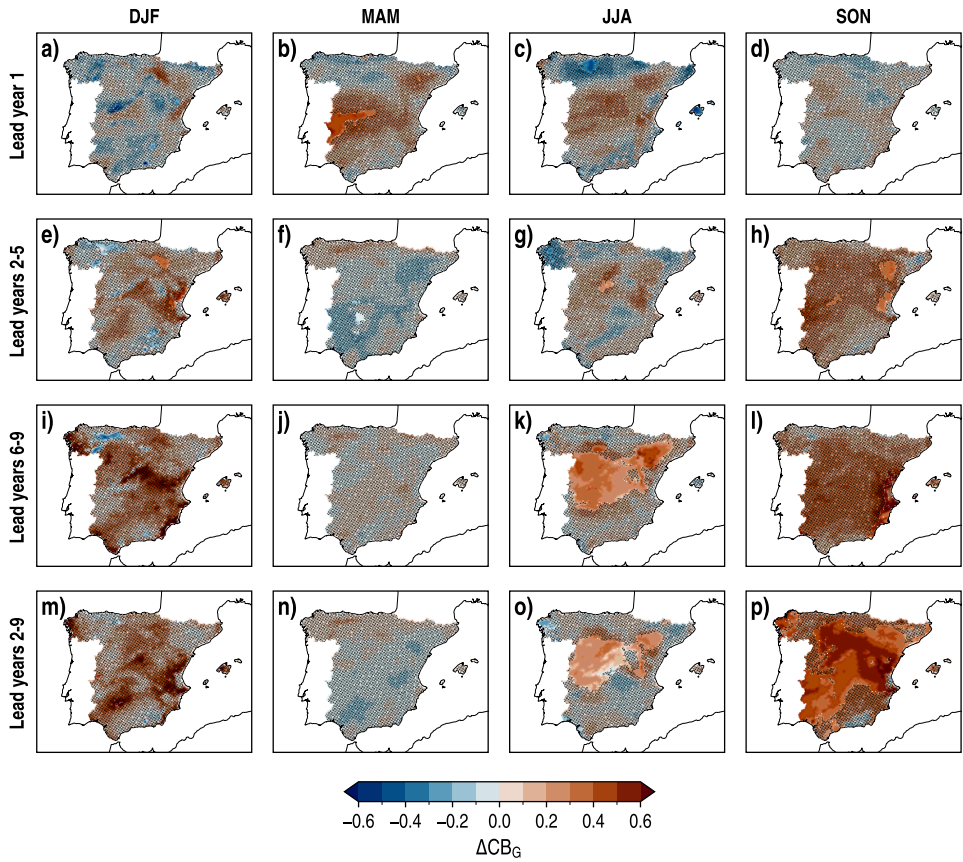 DJF MAM JJA SON
Lead year 1
a) b) c) d)
Lead years 2-5
e) f) g) h)
Lead years 6-9
i) j) k) l)
Lead years 2-9
m) n) o) p)
−0.6 −0.4 −0.2 0.0 0.2 0.4 0.6
ΔCB_G